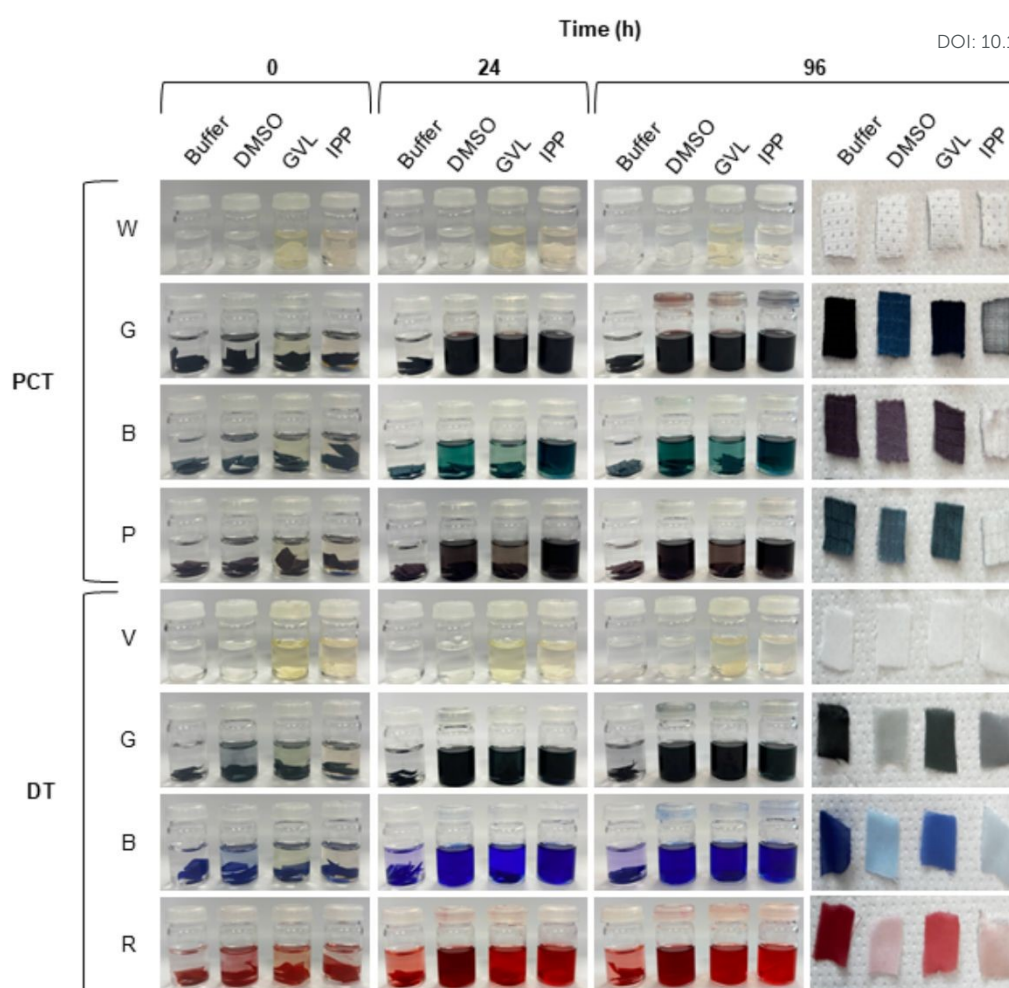 Time (h)
DOI: 10.1
0 24 96
Buffer DMSO GVL IPP Buffer DMSO GVL IPP Buffer DMSO GVL IPP Buffer DMSO GVL IPP
W
G
PCT
B
P
V
G
DT
B
R